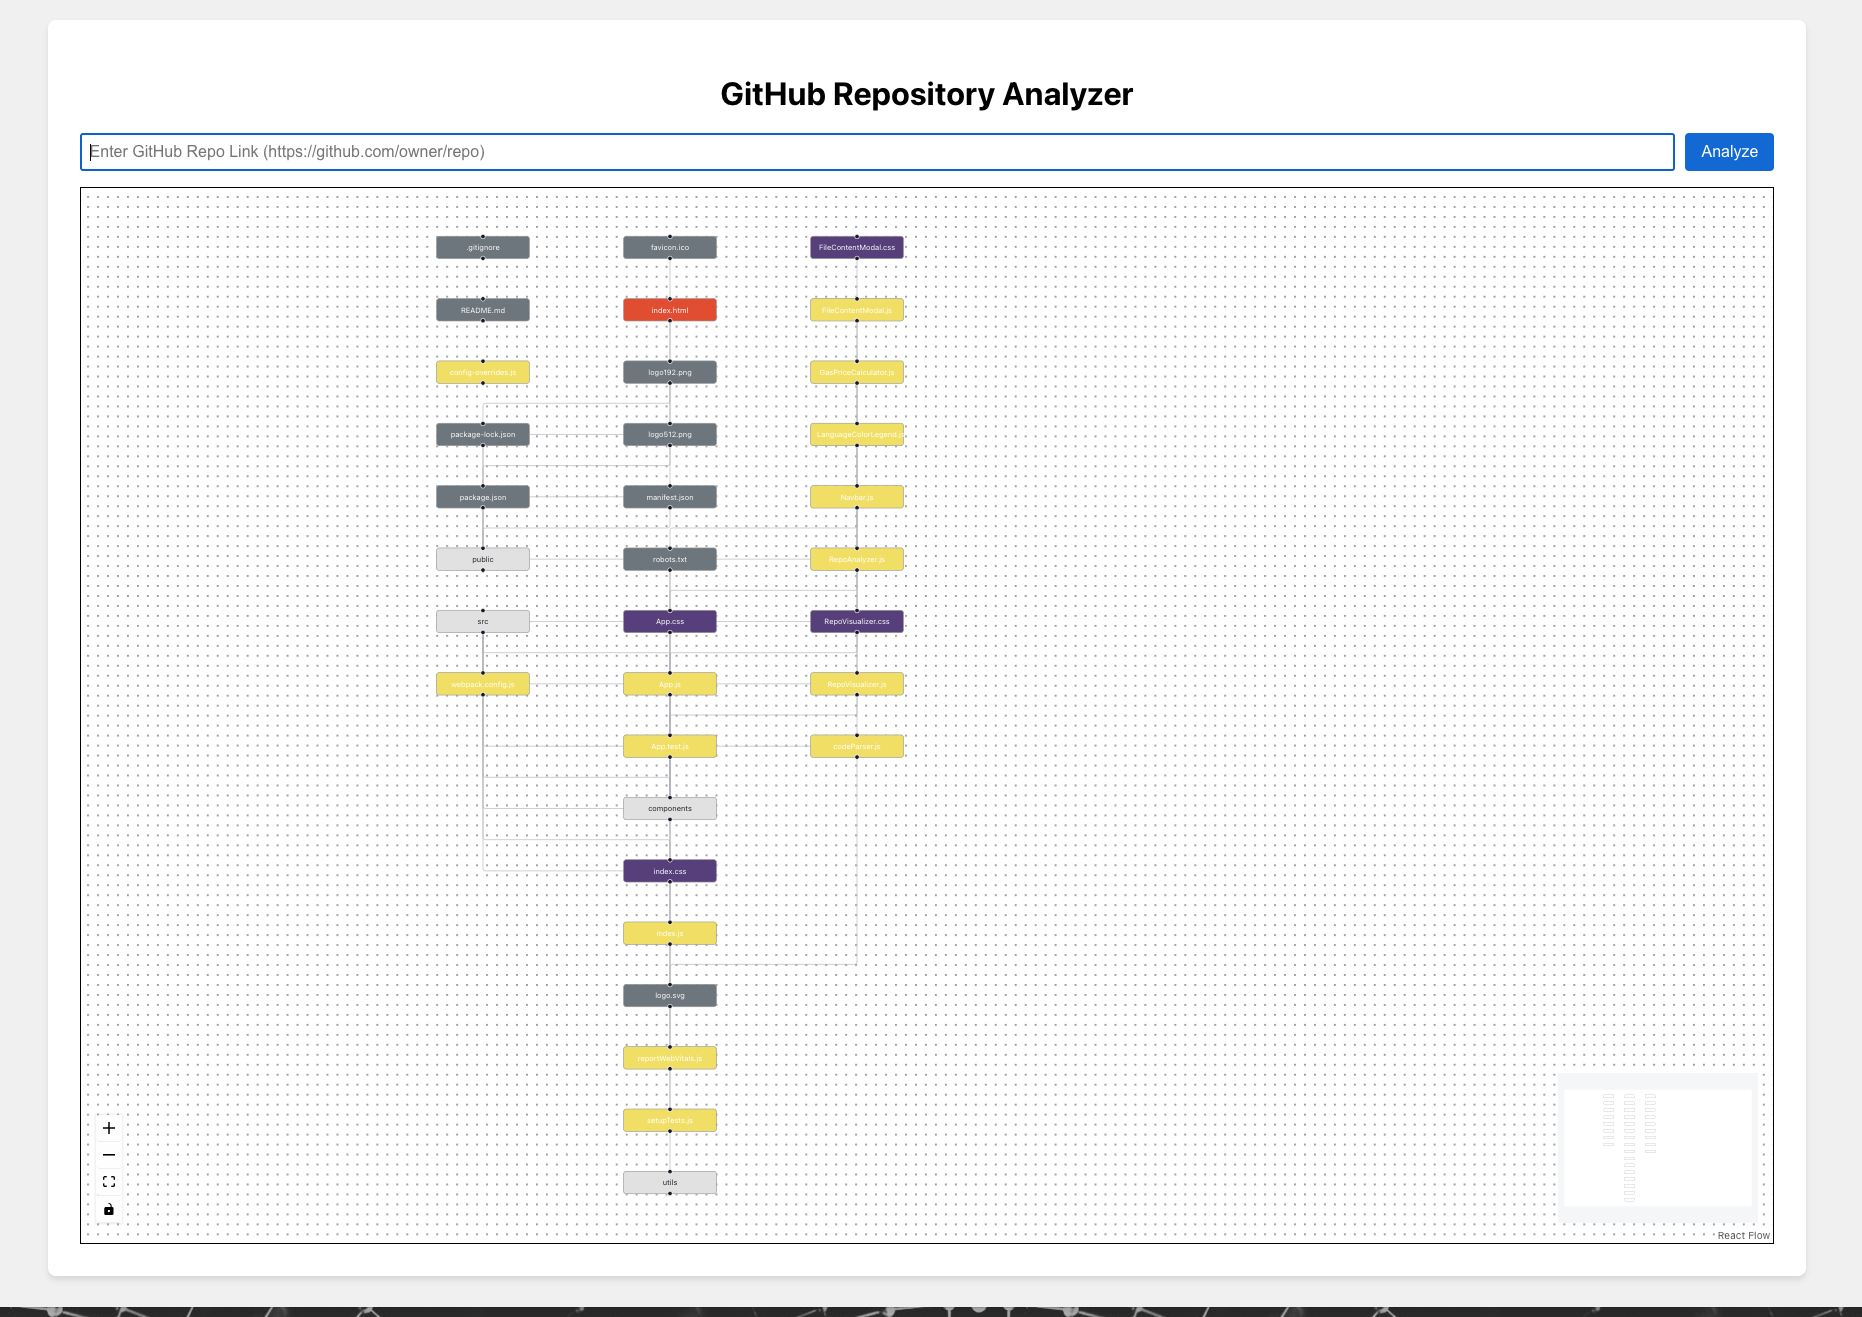 GitHub Repository Analyzer
Enter GitHub Repo Link (https://github.com/owner/repo)
Analyze
.gitignore
favicon.ico
FileContentModal.css
README.md
index.html
FileContentModal.js
config-overrides.js
logo192.png
GasPriceCalculator.js
package-lock.json
logo512.png
LanguageColorLegend.js
package.json
manifest.json
Navbar.js
public
robots.txt
RepoAnalyzer.js
src
App.css
RepoVisualizer.css
webpack.config.js
App.js
RepoVisualizer.js
App.test.js
codeParser.js
components
index.css
index.js
logo.svg
reportWebVitals.js
setupTests.js
utils
React Flow